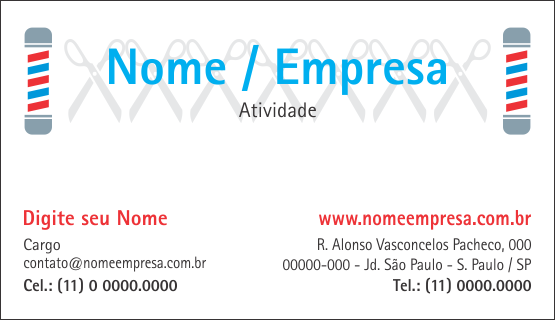 Nome / Empresa
Atividade
Digite seu Nome
Cargo
contato@nomeempresa.com.br
Cel.: (11) 0 0000.0000
www.nomeempresa.com.br
R. Alonso Vasconcelos Pacheco, 000
00000-000 - Jd. São Paulo - S. Paulo / SP
Tel.: (11) 0000.0000